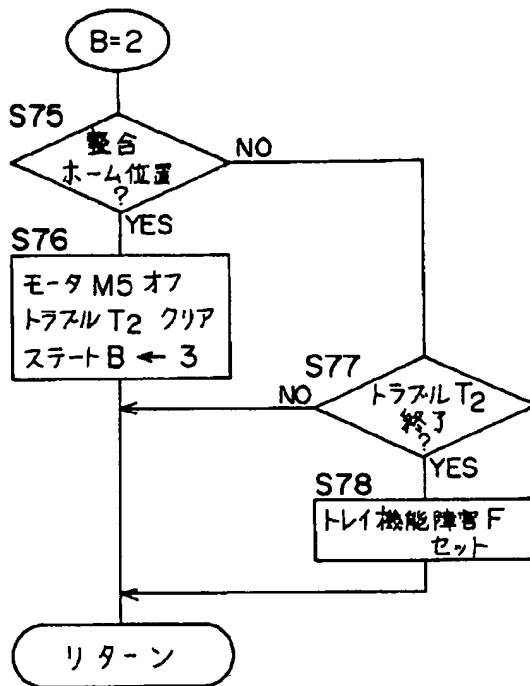 B=2
S75
整合
ホーム位置
?
NO
YES
S76
モータ M5 オフ
トラブル T2 クリア
ステート B ← 3
S77
トラブル T2
終了
?
NO
YES
S78
トレイ機能障害 F
セット
リターン